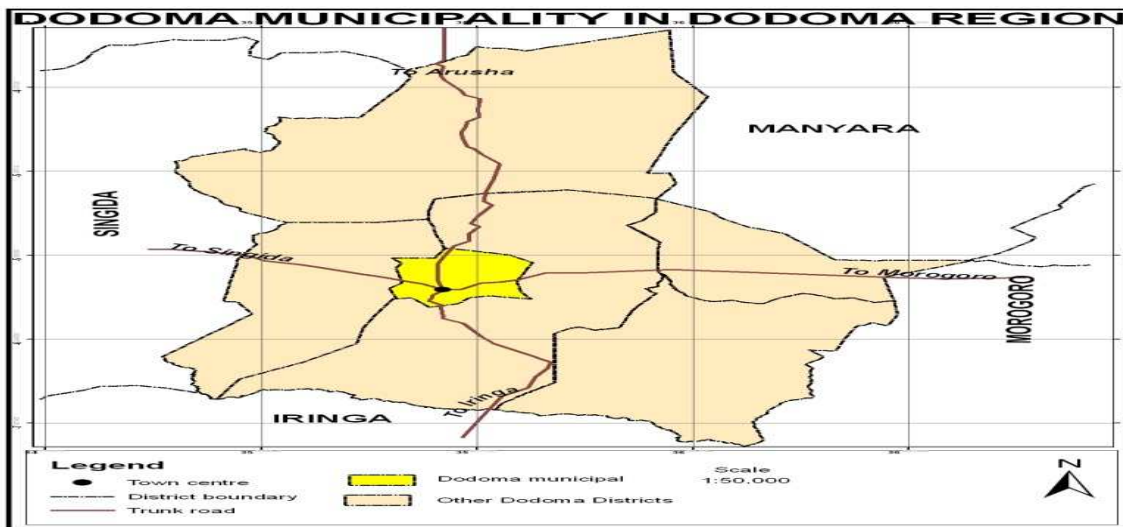 DODOMA MUNICIPALITY IN DODOMA REGION
To Arusha
MANYARA
SINGIDA
To Singida
To Morogoro
MOROGORO
To Iringa
IRINGA
Legend
Town centre
District boundary
Trunk road
Dodoma municipal
Other Dodoma Districts
Scale
1:50,000
N